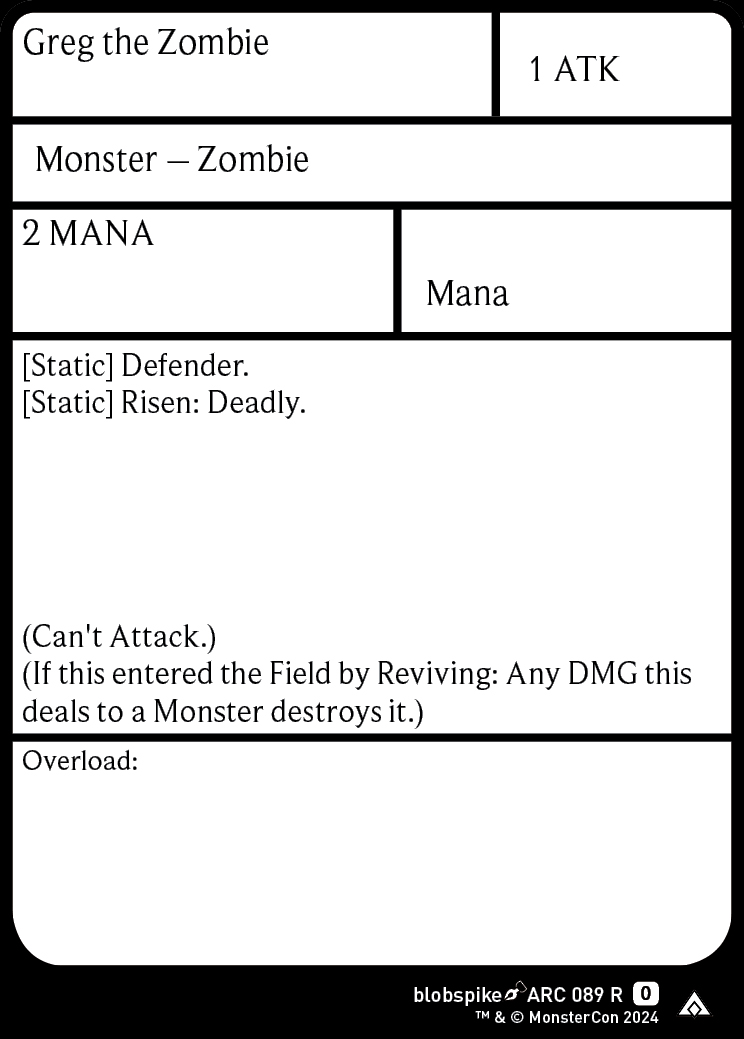 Greg the Zombie
1 ATK
Monster – Zombie
2 MANA
Mana
[Static] Defender.
[Static] Risen: Deadly.
(Can't Attack.)
(If this entered the Field by Reviving: Any DMG this
deals to a Monster destroys it.)
Overload:
blobspike ARC 089 R 0
™ & © MonsterCon 2024